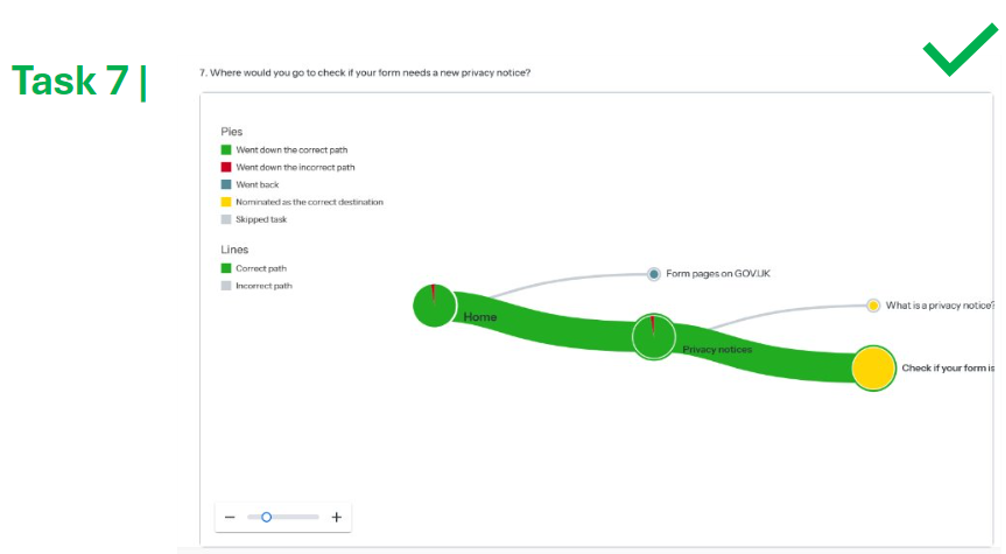 Task 7 |
7. Where would you go to check if your form needs a new privacy notice?
Pies
Went down the correct path
Went down the incorrect path
Went back
Nominated as the correct destination
Skipped task
Lines
Correct path
Incorrect path
Form pages on GOV.UK
What is a privacy notice?
Home
Privacy notices
Check if your form is